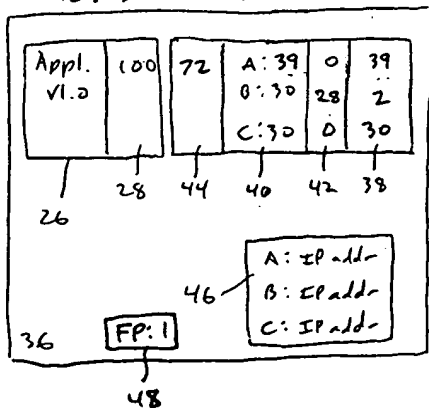 Appl. 100 72 A:39 0 39
V1.0 B:30 28 2
C:30 0 30
26 28 44 40 42 38
46
A: IP addr
B: IP addr
C: IP addr
36 FP:1
48